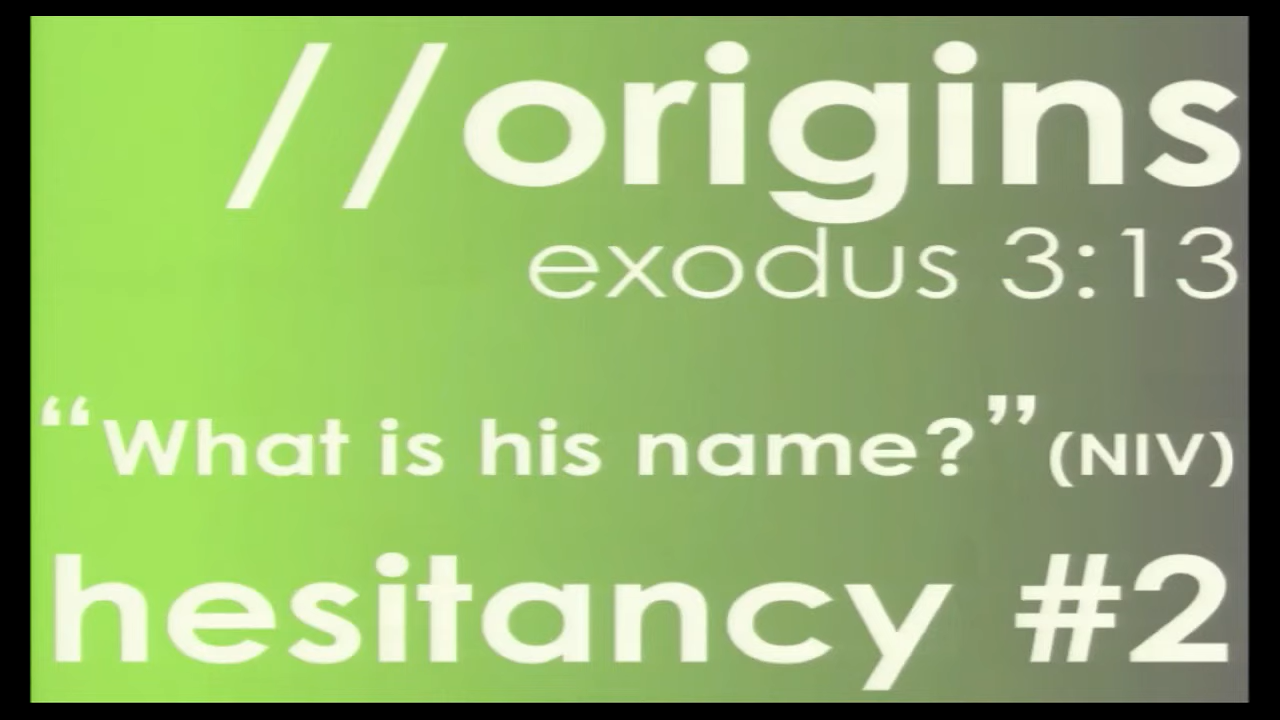 //origins
exodus 3:13
“What is his name?” (NIV)
hesitancy #2